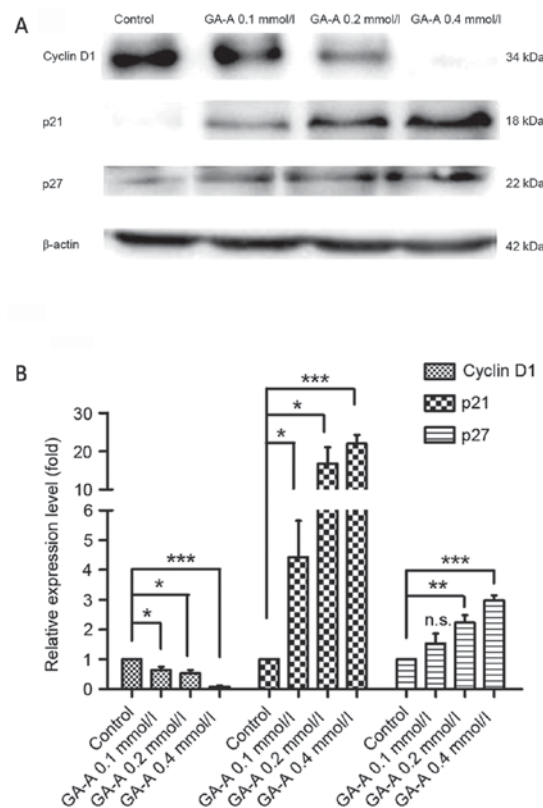 A
Control GA-A 0.1 mmol/l GA-A 0.2 mmol/l GA-A 0.4 mmol/l
Cyclin D1 34 kDa
p21 18 kDa
p27 22 kDa
β-actin 42 kDa
B
Cyclin D1
p21
p27
Relative expression level (fold)
30
20
10
6
5
4
3
2
1
0
***
*
*
***
*
*
***
**
n.s.
Control
GA-A 0.1 mmol/l
GA-A 0.2 mmol/l
GA-A 0.4 mmol/l
Control
GA-A 0.1 mmol/l
GA-A 0.2 mmol/l
GA-A 0.4 mmol/l
Control
GA-A 0.1 mmol/l
GA-A 0.2 mmol/l
GA-A 0.4 mmol/l